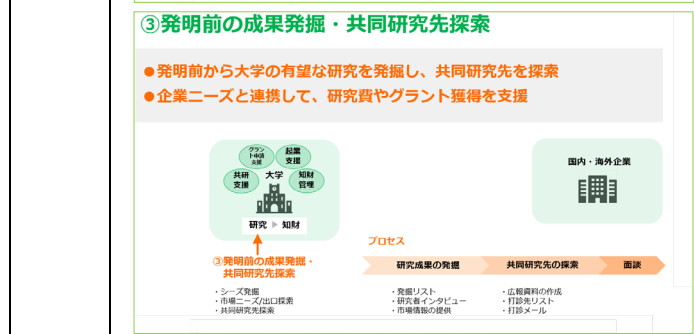 ③発明前の成果発掘・共同研究先探索
●発明前から大学の有望な研究を発掘し、共同研究先を探索
●企業ニーズと連携して、研究費やグラント獲得を支援
グラン
ト申請
支援
起業
支援
共研
支援
大学
知財
管理
研究 ▶ 知財
国内・海外企業
③発明前の成果発掘・
共同研究先探索
・シーズ発掘
・市場ニーズ/出口探索
・共同研究先探索
プロセス
研究成果の発掘
共同研究先の探索
面談
・発掘リスト
・研究者インタビュー
・市場情報の提供
・広報資料の作成
・打診先リスト
・打診メール